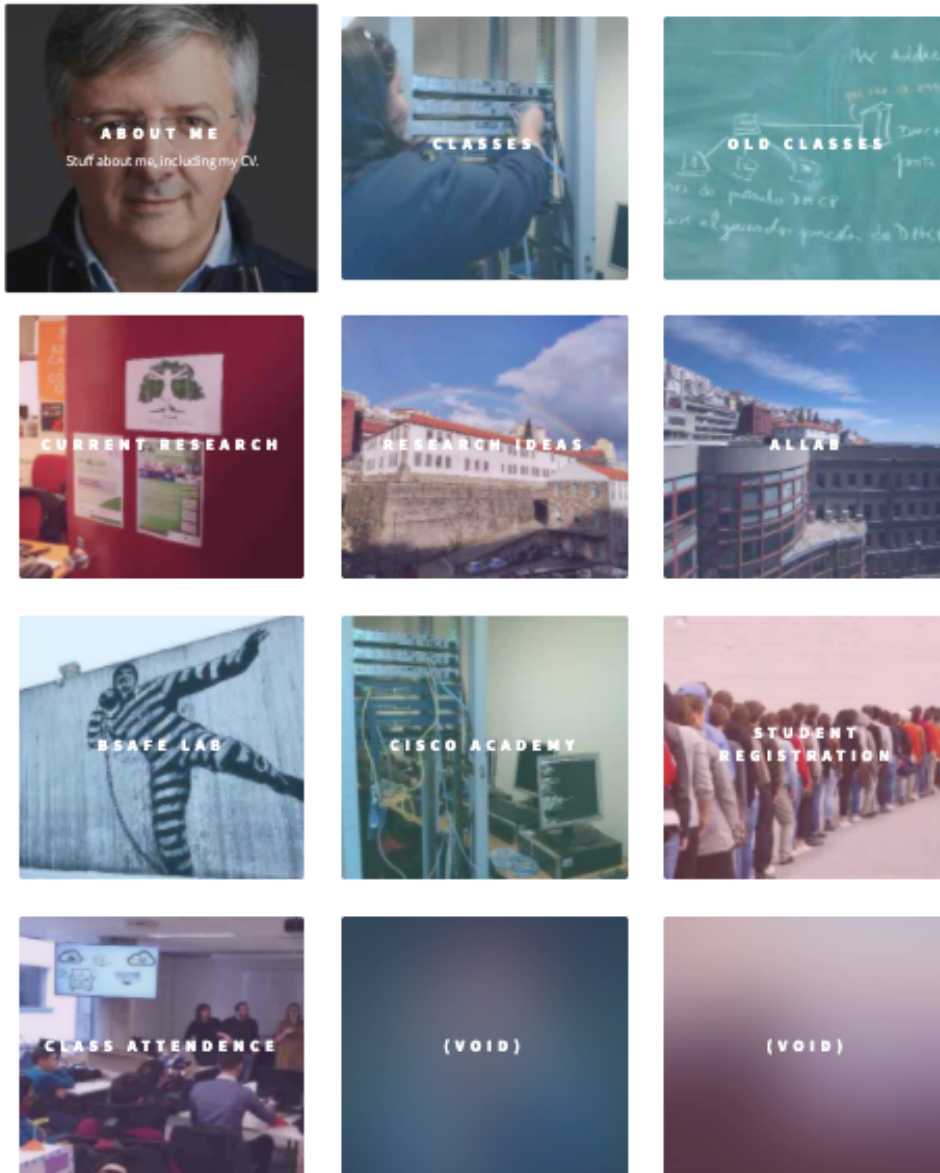 ABOUT ME
Stuff about me, including my CV.
CLASSES
OLD CLASSES
CURRENT RESEARCH
RESEARCH IDEAS
ALLAB
BSAFE LAB
CISCO ACADEMY
STUDENT
REGISTRATION
CLASS ATTENDENCE
(VOID)
(VOID)